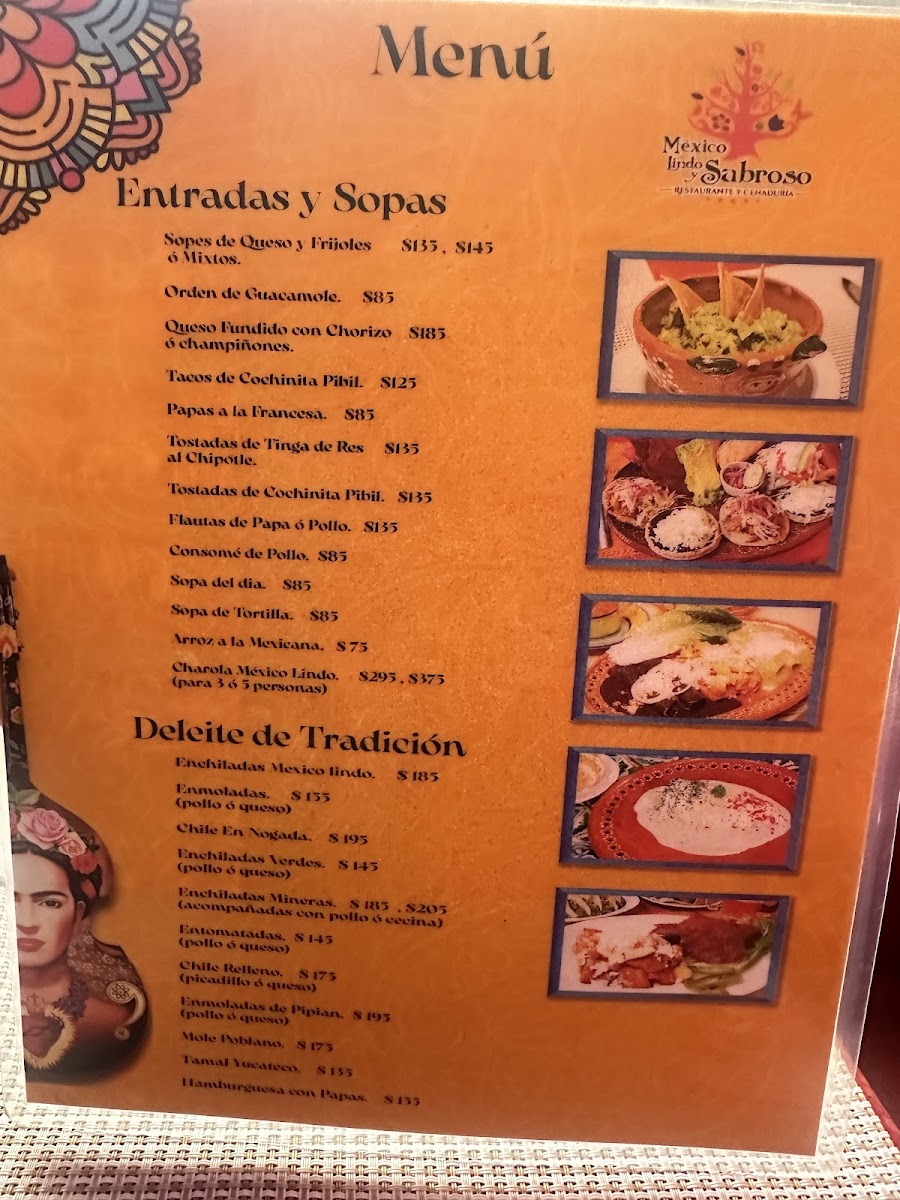 Menú
México
lindo
y Sabroso
RESTAURANTE Y CENADURÍA
Entradas y Sopas
Sopes de Queso y Frijoles $135, $145
ó Mixtos.
Orden de Guacamole. $85
Queso Fundido con Chorizo $185
ó champiñones.
Tacos de Cochinita Pibil. $125
Papas a la Francesa. $85
Tostadas de Tinga de Res $135
al Chipotle.
Tostadas de Cochinita Pibil. $135
Flautas de Papa ó Pollo. $135
Consomé de Pollo. $85
Sopa del dia. $85
Sopa de Tortilla. $85
Arroz a la Mexicana. $ 75
Charola México Lindo. $295, $375
(para 3 ó 5 personas)
Deleite de Tradición
Enchiladas Mexico lindo. $ 185
Enmoladas. $ 155
(pollo ó queso)
Chile En Nogada. $ 195
Enchiladas Verdes. $ 145
(pollo ó queso)
Enchiladas Mineras. $ 185 , $205
(acompañadas con pollo ó cecina)
Entomatadas. $ 145
(pollo ó queso)
Chile Relleno. $ 175
(picadillo ó queso)
Enmoladas de Pipian. $ 195
(pollo ó queso)
Mole Poblano. $ 175
Tamal Yucateco. $ 135
Hamburguesa con Papas. $ 155